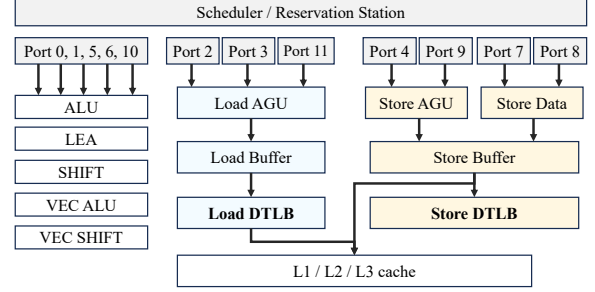 Scheduler / Reservation Station
Port 0, 1, 5, 6, 10
Port 2
Port 3
Port 11
Port 4
Port 9
Port 7
Port 8
ALU
Load AGU
Store AGU
Store Data
LEA
SHIFT
Load Buffer
Store Buffer
VEC ALU
Load DTLB
Store DTLB
VEC SHIFT
L1 / L2 / L3 cache